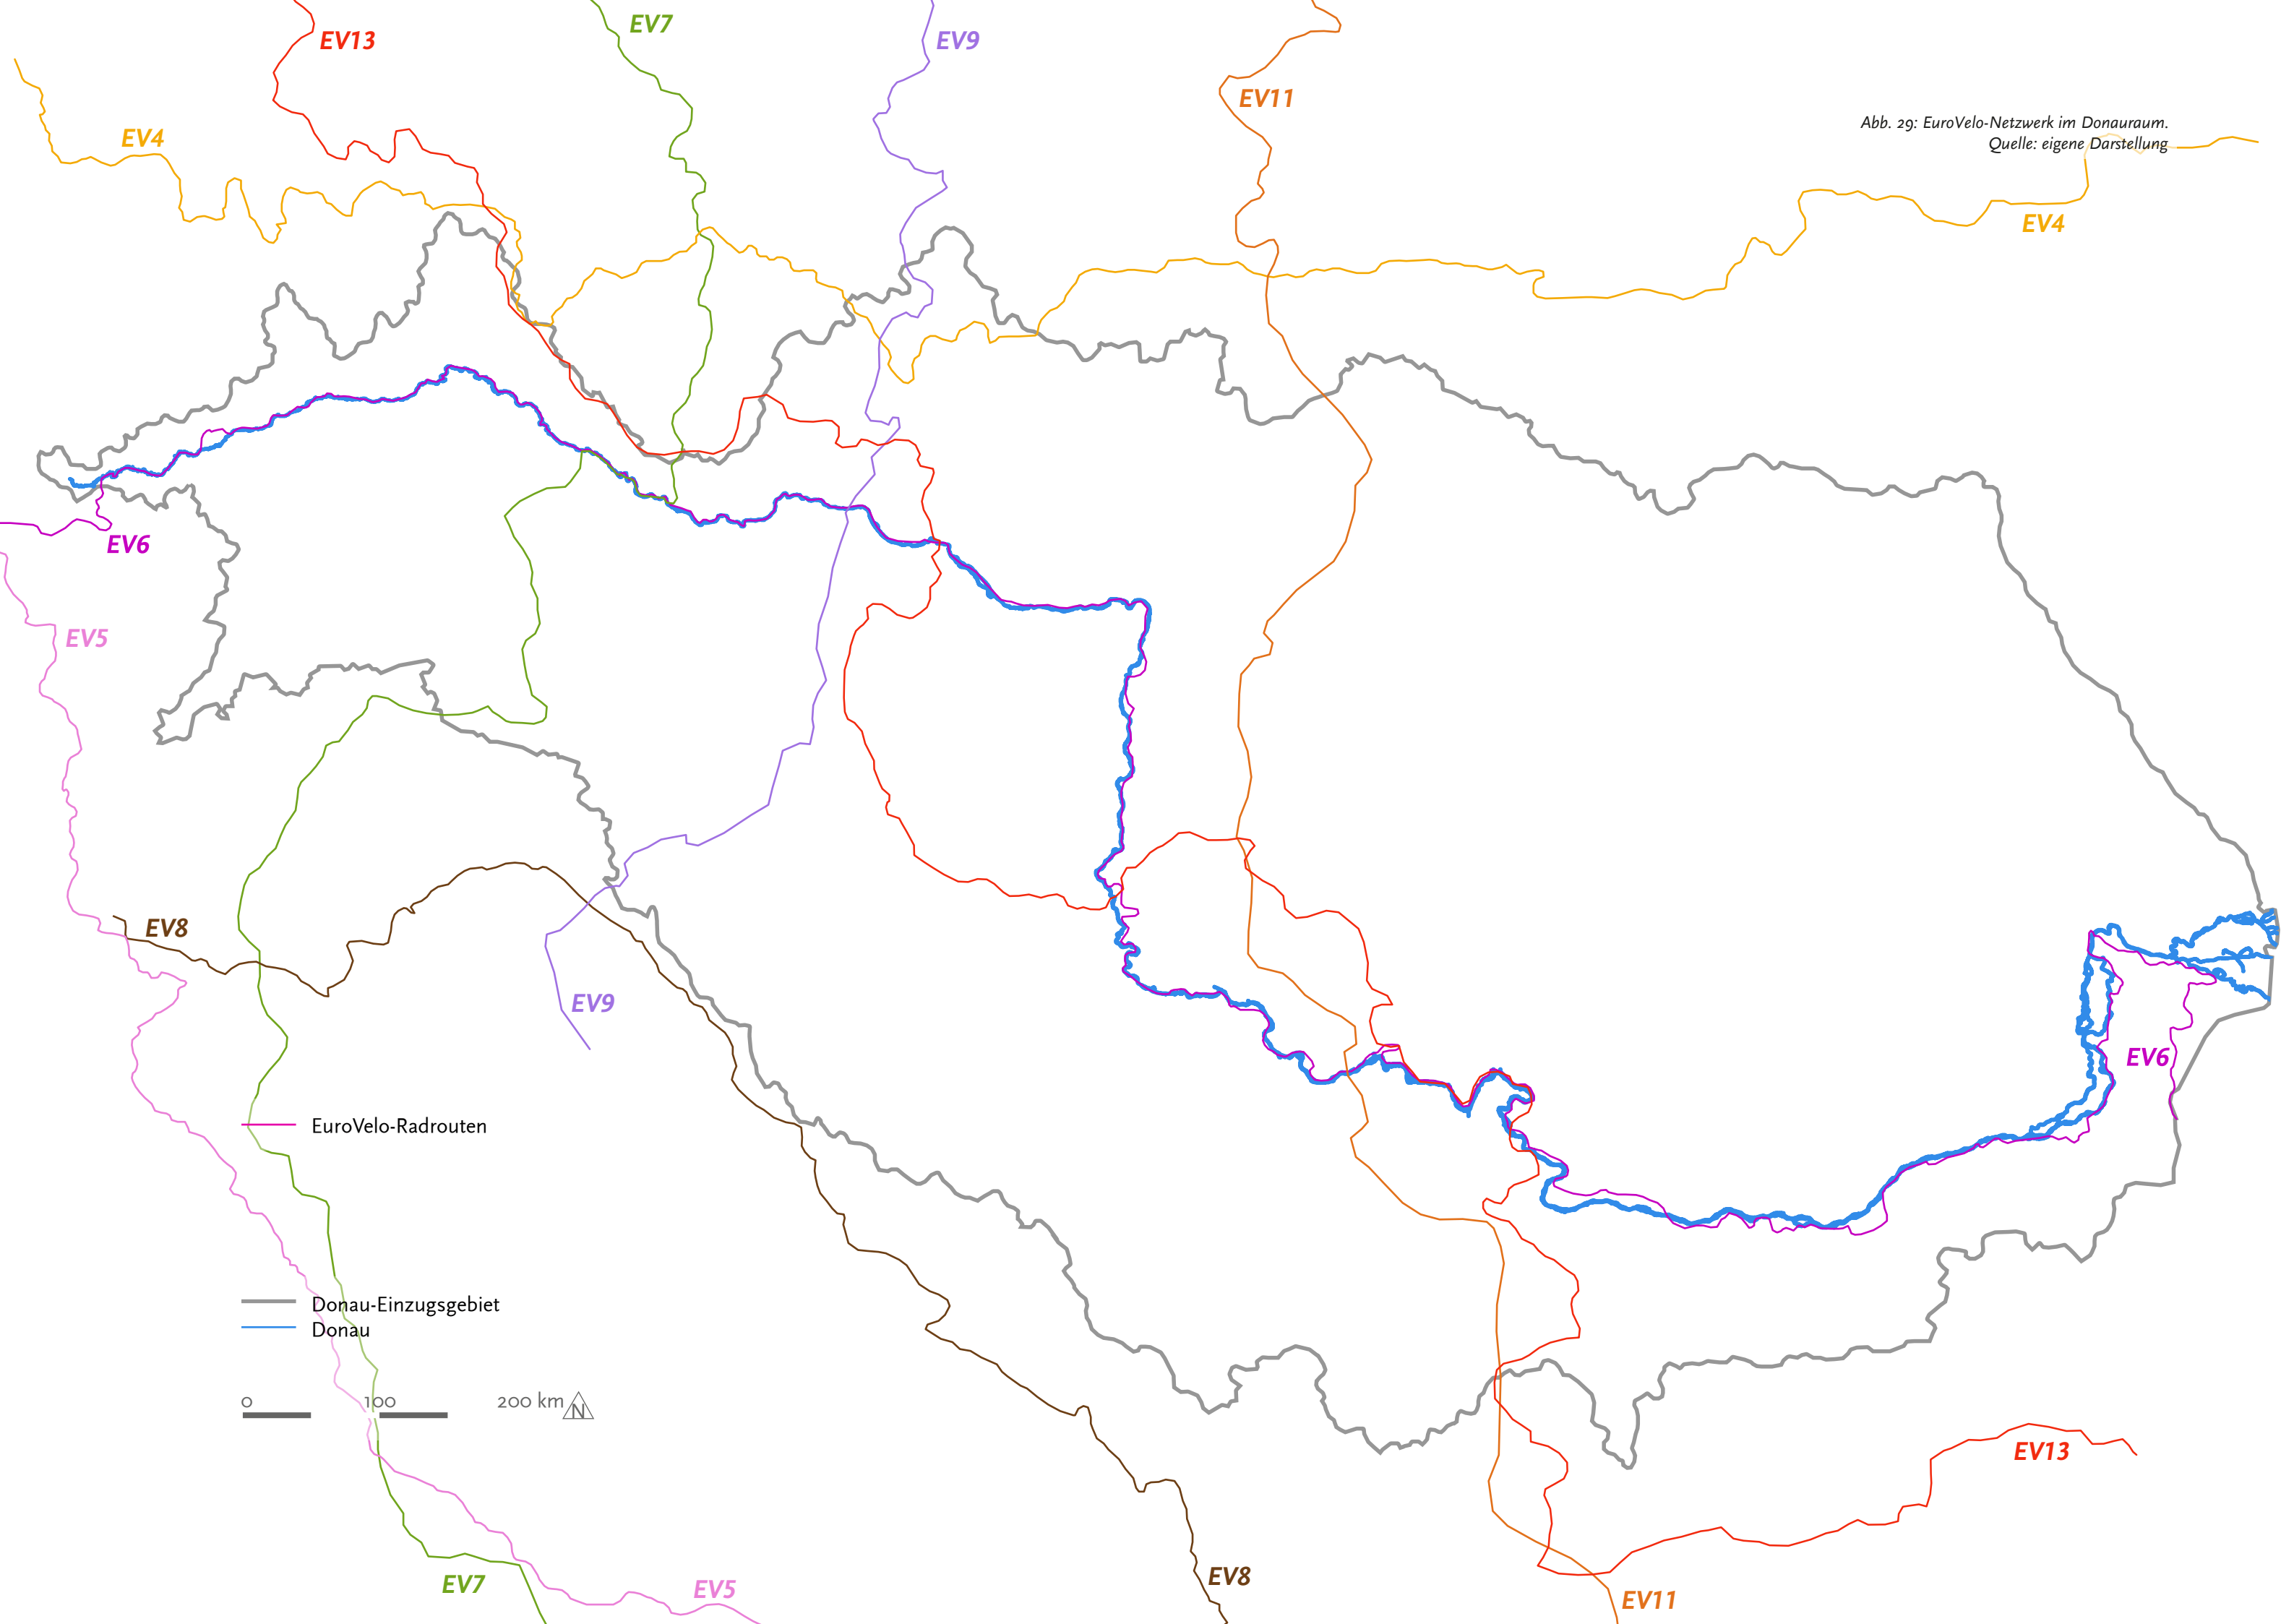 EV7
EV13
EV9
EV11
Abb. 29: EuroVelo-Netzwerk im Donauraum.
Quelle: eigene Darstellung
EV4
EV4
EV6
EV5
EV8
EV9
EV6
EuroVelo-Radrouten
Donau-Einzugsgebiet
Donau
0 100 200 km N
EV13
EV7
EV5
EV8
EV11